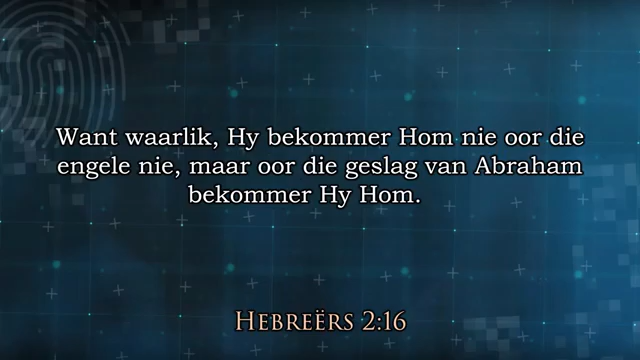 Want waarlik, Hy bekommer Hom nie oor die
engele nie, maar oor die geslag van Abraham
bekommer Hy Hom.
Hebreërs 2:16